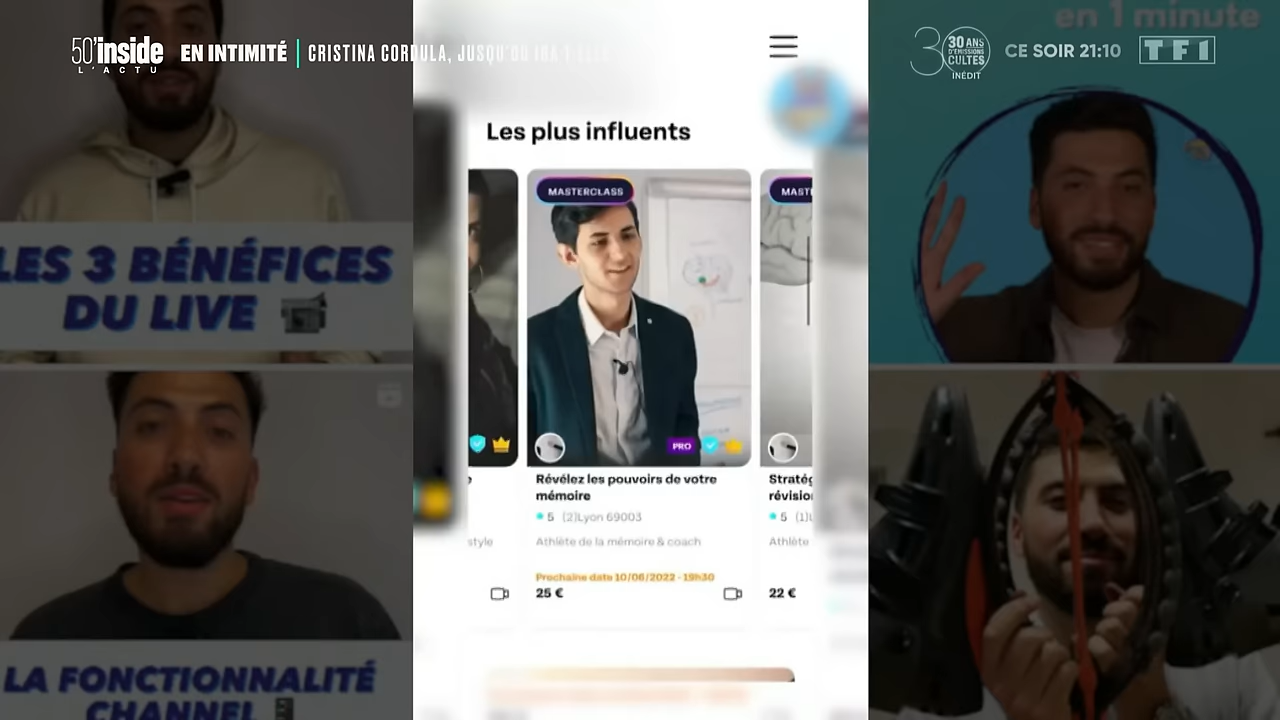 50'inside
L'ACTU
EN INTIMITÉ
CRISTINA CORDULA, JUSQU'OÙ IRA-T-ELLE
30 ANS
D'ÉMISSIONS
CULTES
INÉDIT
CE SOIR 21:10
TF1
en 1 minute
LES 3 BÉNÉFICES
DU LIVE
LA FONCTIONNALITÉ
CHANNEL
Les plus influents
MASTERCLASS
PRO
Révélez les pouvoirs de votre
mémoire
5 (2)Lyon 69003
Athlète de la mémoire & coach
Prochaine date 10/06/2022 - 19h30
25 €
style
MAST
Straté
révisio
5 (1)L
Athlète
22 €